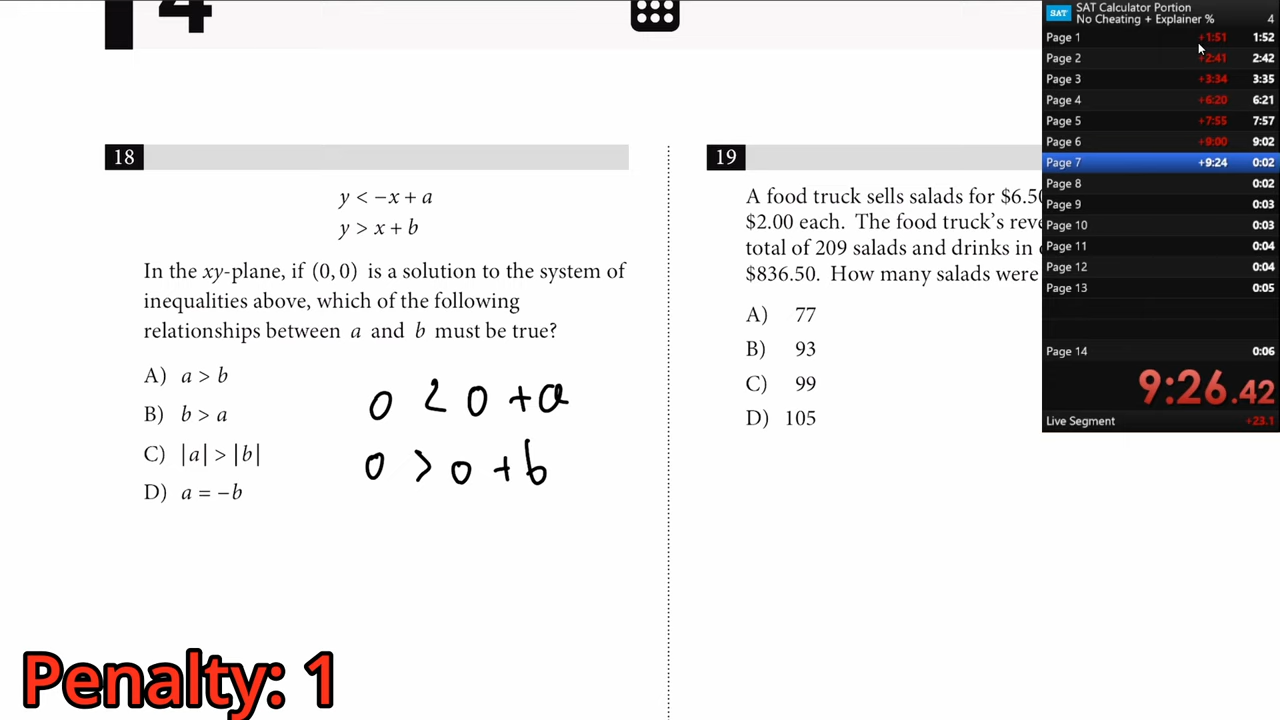 4
18
y < −x + a
y > x + b
In the xy-plane, if (0, 0) is a solution to the system of
inequalities above, which of the following
relationships between a and b must be true?
A) a > b
B) b > a
C) |a| > |b|
D) a = −b
0 < 0 + a
0 > 0 + b
19
A food truck sells salads for $6.50
$2.00 each. The food truck's reve
total of 209 salads and drinks in
$836.50. How many salads were
A) 77
B) 93
C) 99
D) 105
Penalty: 1
SAT
SAT Calculator Portion
No Cheating + Explainer % 4
Page 1 +1:51 1:52
Page 2 +2:41 2:42
Page 3 +3:34 3:35
Page 4 +6:20 6:21
Page 5 +7:55 7:57
Page 6 +9:00 9:02
Page 7 +9:24 0:02
Page 8 0:02
Page 9 0:03
Page 10 0:03
Page 11 0:04
Page 12 0:04
Page 13 0:05
Page 14 0:06
9:26.42
Live Segment +23.1